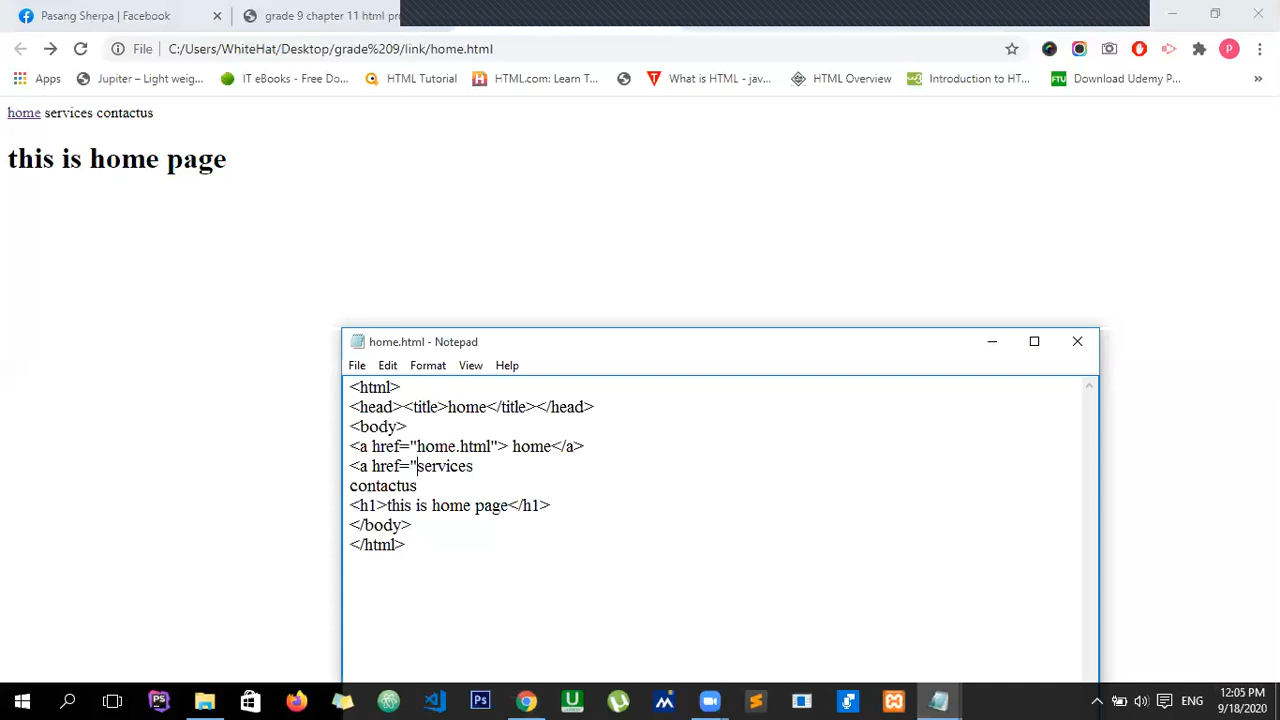 Pasang Sherpa | Facebook
grade 9 chapter 11 html pro
File
C:/Users/WhiteHat/Desktop/grade%209/link/home.html
P
Apps
Jupiter – Light weig...
IT eBooks - Free Do...
HTML Tutorial
HTML.com: Learn T...
What is HTML - jav...
HTML Overview
Introduction to HT...
FTU
Download Udemy P...
»
home services contactus
this is home page
home.html - Notepad
File Edit Format View Help
<html>
<head><title>home</title></head>
<body>
<a href="home.html"> home</a>
<a href="services
contactus
<h1>this is home page</h1>
</body>
</html>
PS
Ps
U
ENG
12:05 PM
9/18/2020